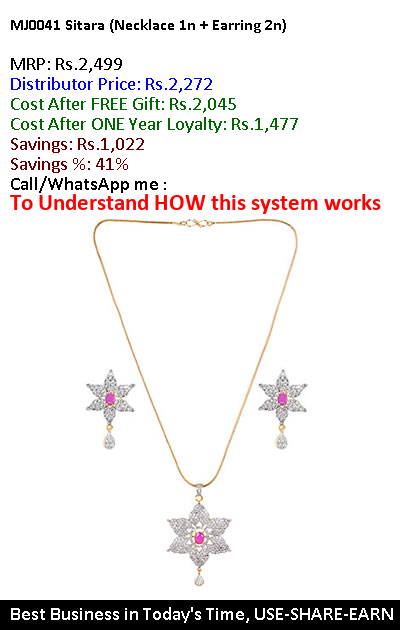 MJ0041 Sitara (Necklace 1n + Earring 2n)
MRP: Rs.2,499
Distributor Price: Rs.2,272
Cost After FREE Gift: Rs.2,045
Cost After ONE Year Loyalty: Rs.1,477
Savings: Rs.1,022
Savings %: 41%
Call/WhatsApp me :
To Understand HOW this system works
Best Business in Today's Time, USE-SHARE-EARN